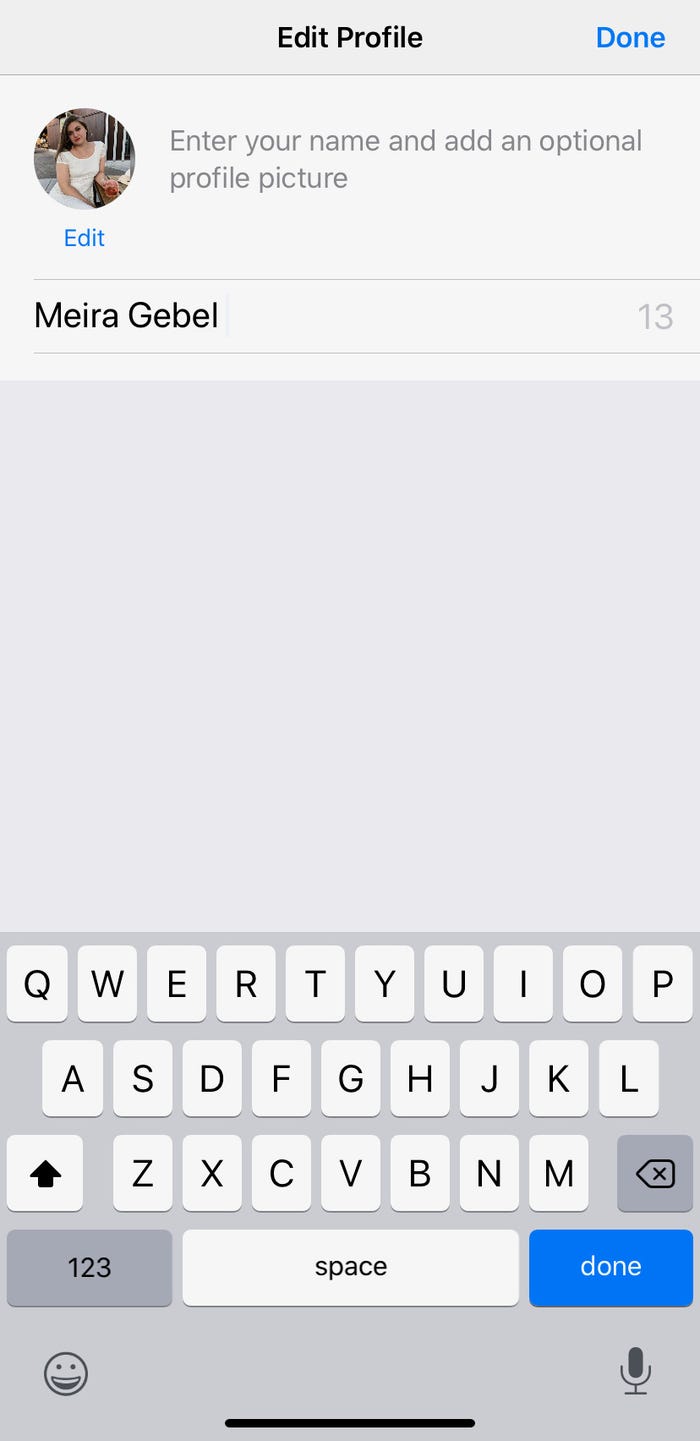 Edit Profile Done
Enter your name and add an optional
profile picture
Edit
Meira Gebel 13
Q W E R T Y U I O P
A S D F G H J K L
Z X C V B N M
123 space done